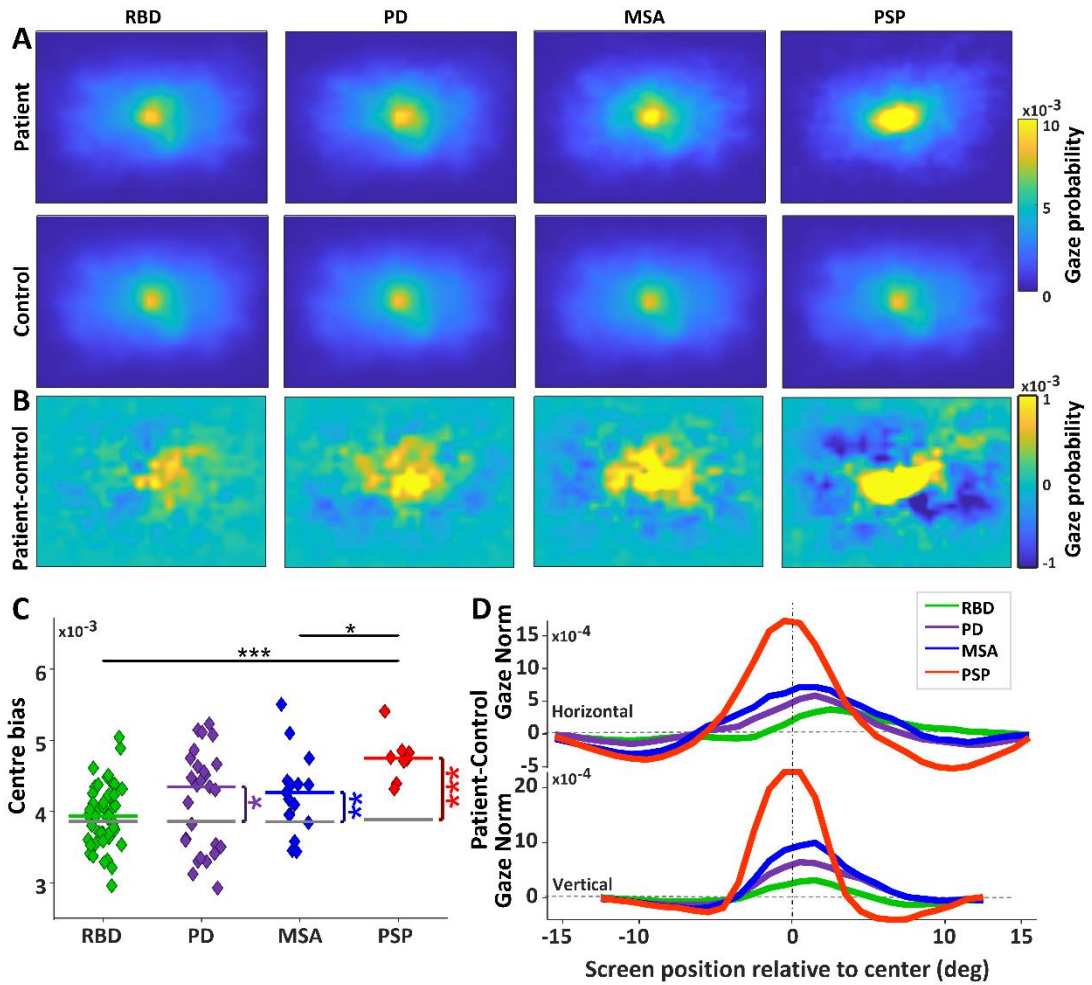 RBD PD MSA PSP
A
Patient
x10⁻³
10
5
0
Gaze probability
Control
B
Patient-control
x10⁻³
1
0
-1
Gaze probability
C
x10⁻³
6
5
4
3
Centre bias
***
*
*
**
***
RBD PD MSA PSP
D
RBD
PD
MSA
PSP
x10⁻⁴
15
10
5
0
-5
Gaze Norm
Horizontal
x10⁻⁴
20
10
0
Patient-Control
Gaze Norm
Vertical
-15 -10 0 10 15
Screen position relative to center (deg)